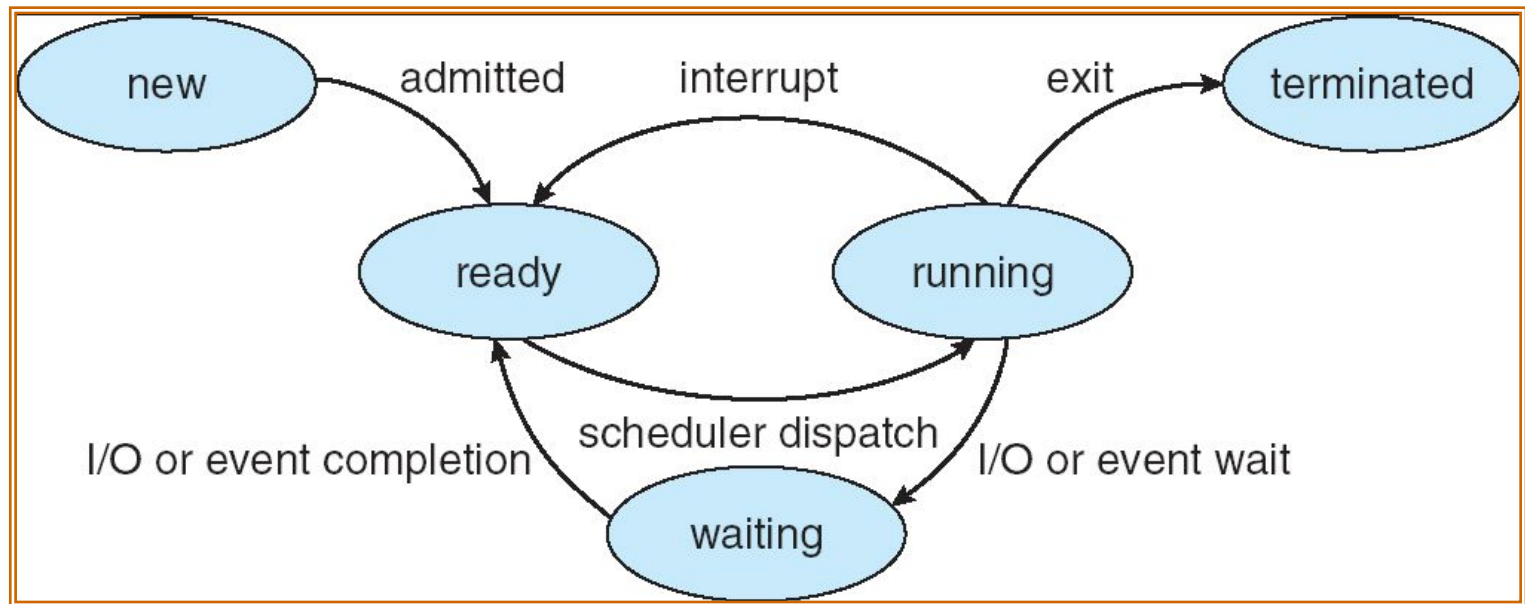 new
admitted
interrupt
exit
terminated
ready
running
scheduler dispatch
I/O or event completion
I/O or event wait
waiting